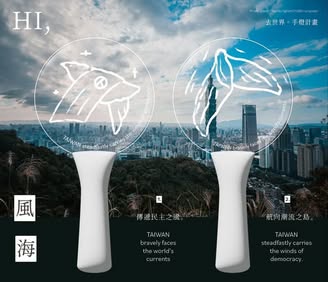 HI,
去世界。手燈計畫
風
海
1.
傳遞民主之風。
TAIWAN
bravely faces
the world's
currents
2.
航向潮流之島。
TAIWAN
steadfastly carries
the winds of
democracy.